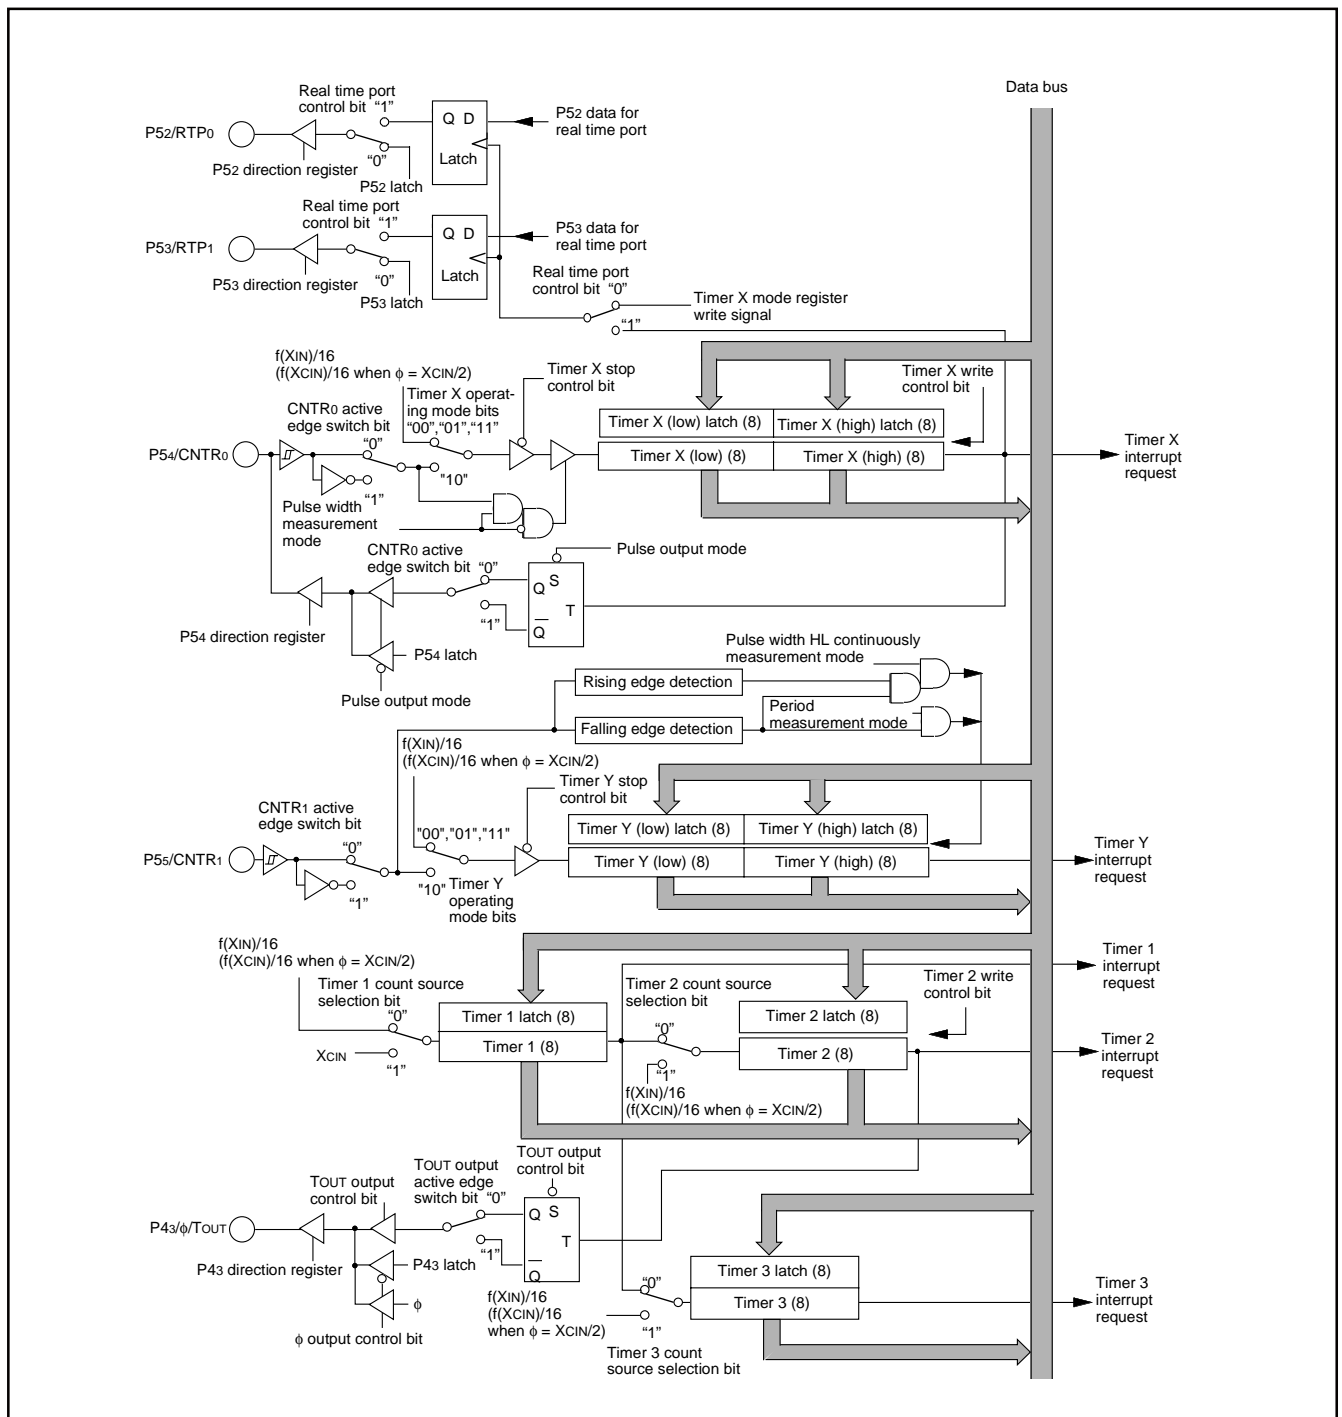 Data bus
Real time port
control bit “1”
P52/RTP0
Q D
Latch
P52 data for
real time port
“0”
P52 direction register
P52 latch
Real time port
control bit “1”
P53/RTP1
Q D
Latch
P53 data for
real time port
“0”
P53 direction register
P53 latch
Real time port
control bit “0”
Timer X mode register
write signal
“1”
f(XIN)/16
(f(XCIN)/16 when ϕ = XCIN/2)
Timer X stop
control bit
Timer X write
control bit
CNTR0 active
edge switch bit
Timer X operat-
ing mode bits
“00”,“01”,“11”
“0”
P54/CNTR0
“10”
“1”
Timer X (low) latch (8)
Timer X (high) latch (8)
Timer X (low) (8)
Timer X (high) (8)
Timer X
interrupt
request
Pulse width
measurement
mode
CNTR0 active
edge switch bit “0”
Pulse output mode
Q S
T
Q
“1”
P54 direction register
P54 latch
Pulse output mode
Pulse width HL continuously
measurement mode
Rising edge detection
Period
measurement mode
Falling edge detection
f(XIN)/16
(f(XCIN)/16 when ϕ = XCIN/2)
Timer Y stop
control bit
CNTR1 active
edge switch bit
"00","01","11"
“0”
P55/CNTR1
“1”
"10"
Timer Y
operating
mode bits
Timer Y (low) latch (8)
Timer Y (high) latch (8)
Timer Y (low) (8)
Timer Y (high) (8)
Timer Y
interrupt
request
f(XIN)/16
(f(XCIN)/16 when ϕ = XCIN/2)
Timer 1 count source
selection bit
“0”
XCIN
“1”
Timer 1 latch (8)
Timer 1 (8)
Timer 2 count source
selection bit
“0”
“1”
f(XIN)/16
(f(XCIN)/16 when ϕ = XCIN/2)
Timer 2 latch (8)
Timer 2 (8)
Timer 2 write
control bit
Timer 1
interrupt
request
Timer 2
interrupt
request
TOUT output
control bit
TOUT output
active edge
switch bit “0”
TOUT output
control bit
P43/ϕ/TOUT
Q S
T
Q
“1”
P43 direction register
P43 latch
ϕ
ϕ output control bit
f(XIN)/16
(f(XCIN)/16
when ϕ = XCIN/2)
“0”
“1”
Timer 3 count
source selection bit
Timer 3 latch (8)
Timer 3 (8)
Timer 3
interrupt
request